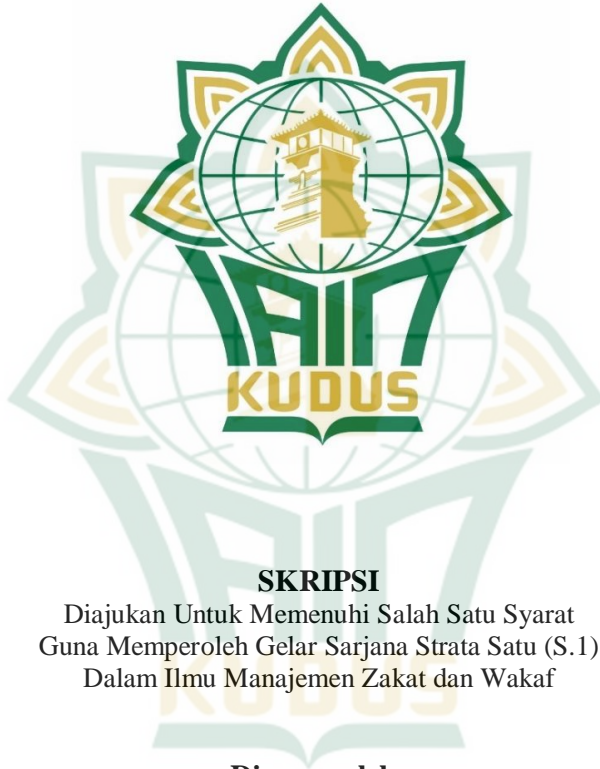 IAIN
KUDUS
SKRIPSI
Diajukan Untuk Memenuhi Salah Satu Syarat
Guna Memperoleh Gelar Sarjana Strata Satu (S.1)
Dalam Ilmu Manajemen Zakat dan Wakaf